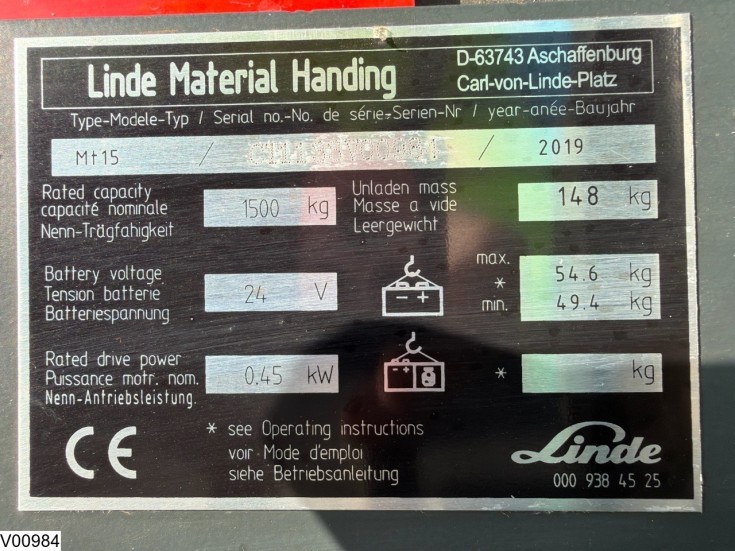 Linde Material Handing
D-63743 Aschaffenburg
Carl-von-Linde-Platz
Type-Modele-Typ / Serial no.-No. de série-Serien-Nr / year-anée-Baujahr
Mt15 / / 2019
Rated capacity
capacité nominale
Nenn-Trägfahigkeit
1500 kg
Unladen mass
Masse a vide
Leergewicht
148 kg
Battery voltage
Tension batterie
Batteriespannung
24 V
max. 54.6 kg
*
min. 49.4 kg
- +
Rated drive power
Puissance motr. nom.
Nenn-Antriebsleistung.
0.45 kW
- +
* kg
CE
* see Operating instructions
voir Mode d'emploi
siehe Betriebsanleitung
Linde
000 938 45 25
V00984